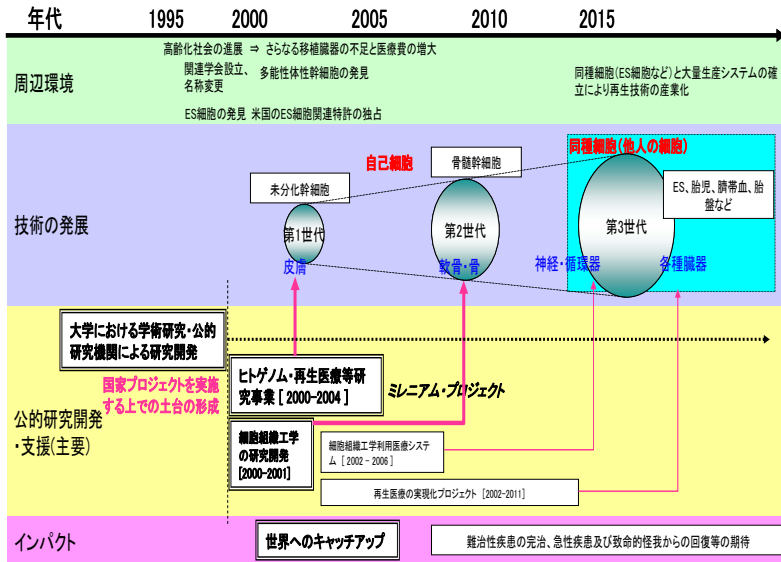 年代 1995 2000 2005 2010 2015
周辺環境
高齢化社会の進展 ⇒ さらなる移植臓器の不足と医療費の増大
関連学会設立、
名称変更
多能性体性幹細胞の発見
ES細胞の発見 米国のES細胞関連特許の独占
同種細胞(ES細胞など)と大量生産システムの確
立により再生技術の産業化
技術の発展
自己細胞
同種細胞(他人の細胞)
未分化幹細胞
骨髄幹細胞
ES、胎児、臍帯血、胎
盤など
第1世代
第2世代
第3世代
皮膚
軟骨・骨
神経・循環器
各種臓器
公的研究開発
・支援(主要)
大学における学術研究・公的
研究機関による研究開発
国家プロジェクトを実施
する上での土台の形成
ヒトゲノム・再生医療等研
究事業 [ 2000-2004 ]
ミレニアム・プロジェクト
細胞組織工学
の研究開発
[2000-2001]
細胞組織工学利用医療システ
ム [ 2002 - 2006 ]
再生医療の実現化プロジェクト [2002-2011]
インパクト
世界へのキャッチアップ
難治性疾患の完治、急性疾患及び致命的怪我からの回復等の期待